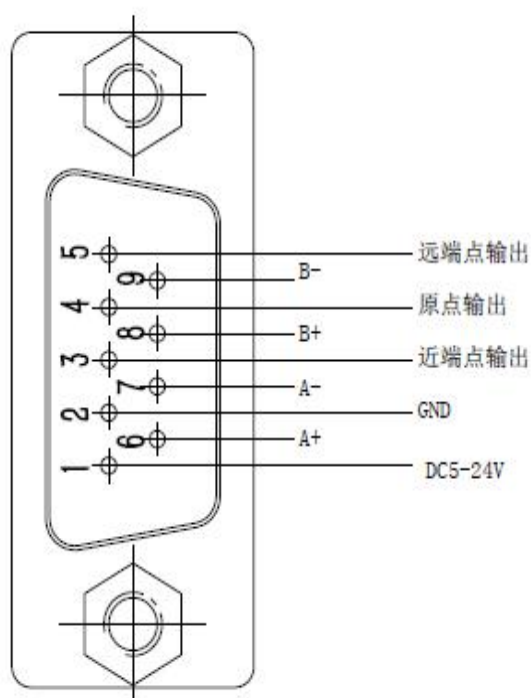 5 远端点输出
9 B-
4 原点输出
8 B+
3 近端点输出
7 A-
2 GND
6 A+
1 DC5-24V